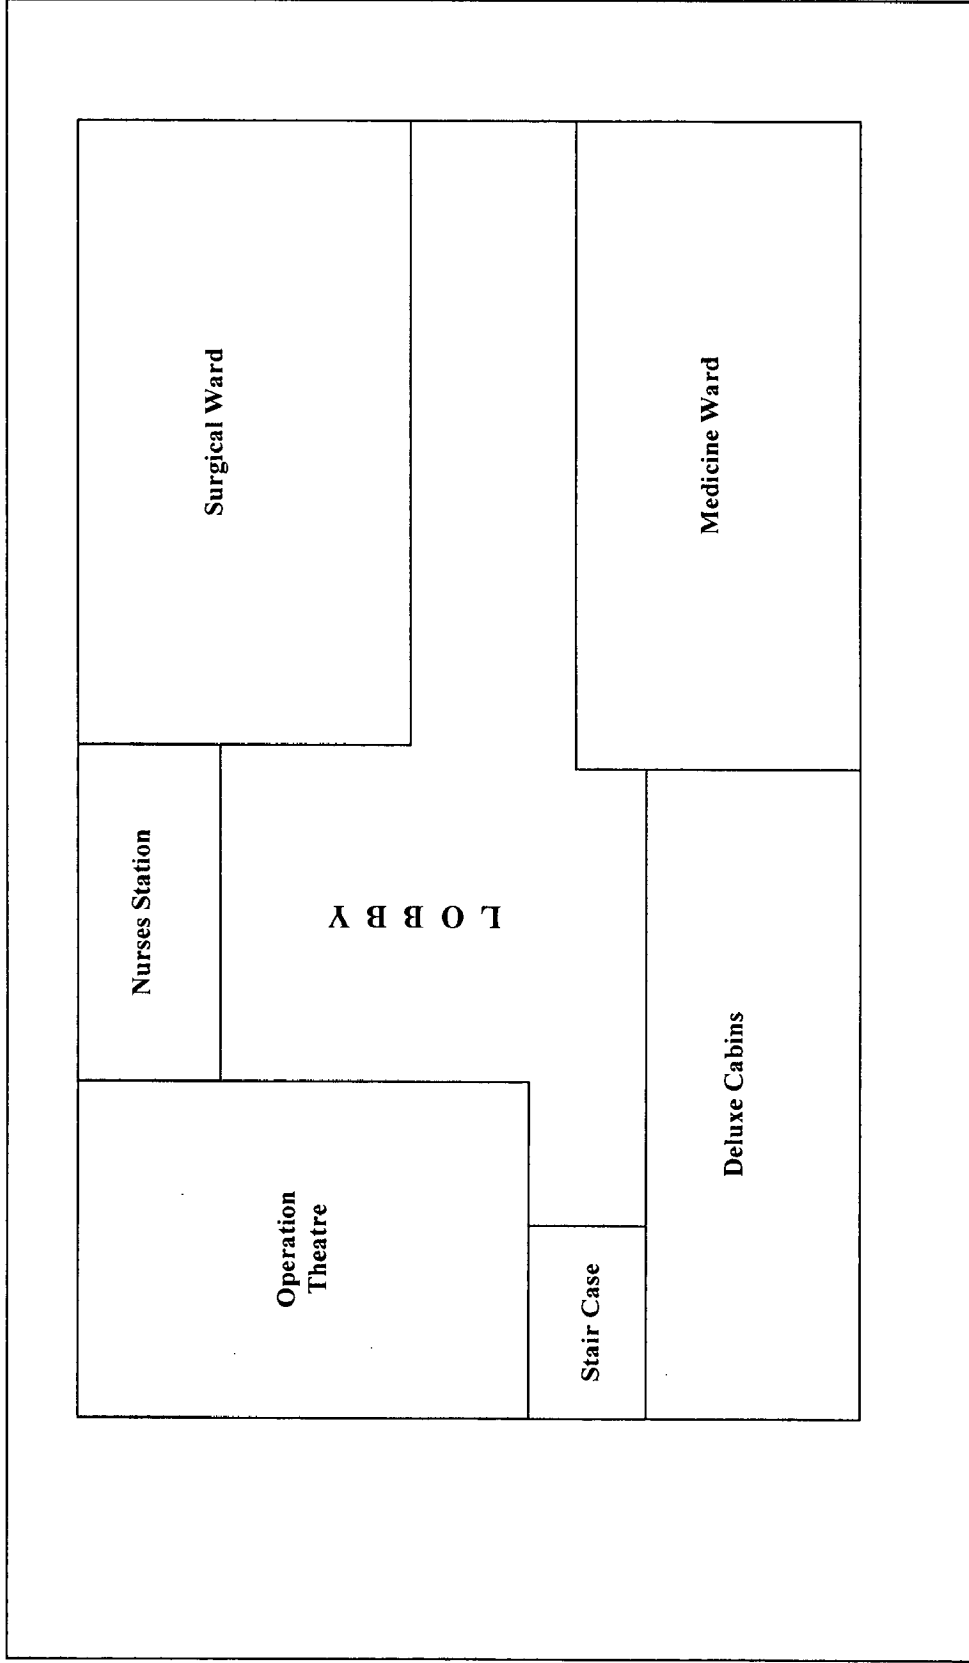 Operation
Theatre
Nurses Station
Surgical Ward
LOBBY
Stair Case
Deluxe Cabins
Medicine Ward